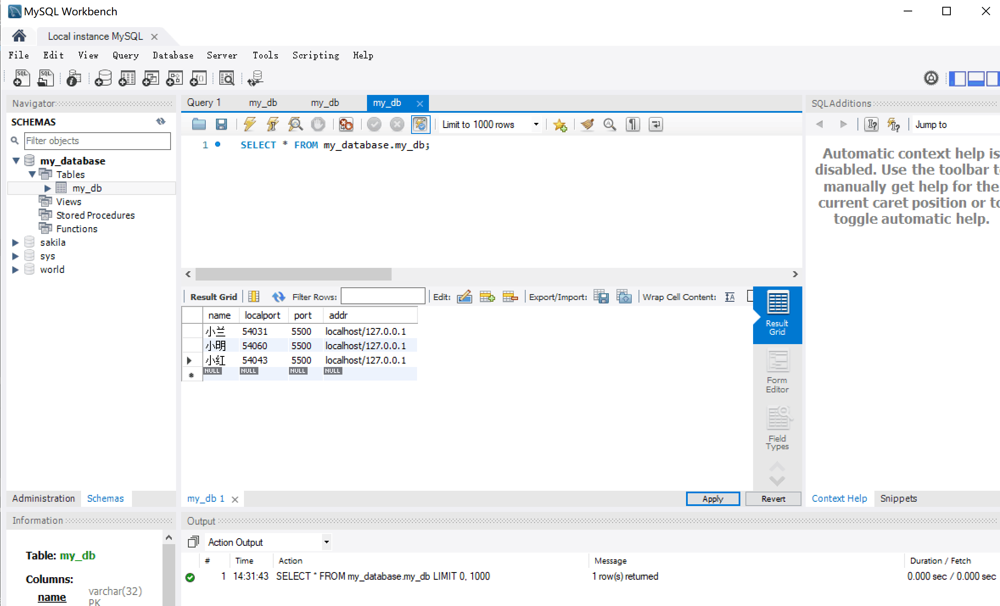 MySQL Workbench
Local instance MySQL
File Edit View Query Database Server Tools Scripting Help
Navigator
SCHEMAS
Filter objects
my_database
Tables
my_db
Views
Stored Procedures
Functions
sakila
sys
world
Administration Schemas
Query 1 my_db my_db my_db
Limit to 1000 rows
1 SELECT * FROM my_database.my_db;
Result Grid Filter Rows: Edit: Export/Import: Wrap Cell Content:
name localport port addr
小兰 54031 5500 localhost/127.0.0.1
小明 54060 5500 localhost/127.0.0.1
小红 54043 5500 localhost/127.0.0.1
NULL NULL NULL NULL
Result
Grid
Form
Editor
Field
Types
my_db 1 Apply Revert
SQLAdditions
Jump to
Automatic context help is
disabled. Use the toolbar to
manually get help for the
current caret position or to
toggle automatic help.
Context Help Snippets
Information
Table: my_db
Columns:
name varchar(32)
PK
Output
Action Output
# Time Action Message Duration / Fetch
1 14:31:43 SELECT * FROM my_database.my_db LIMIT 0, 1000 1 row(s) returned 0.000 sec / 0.000 sec